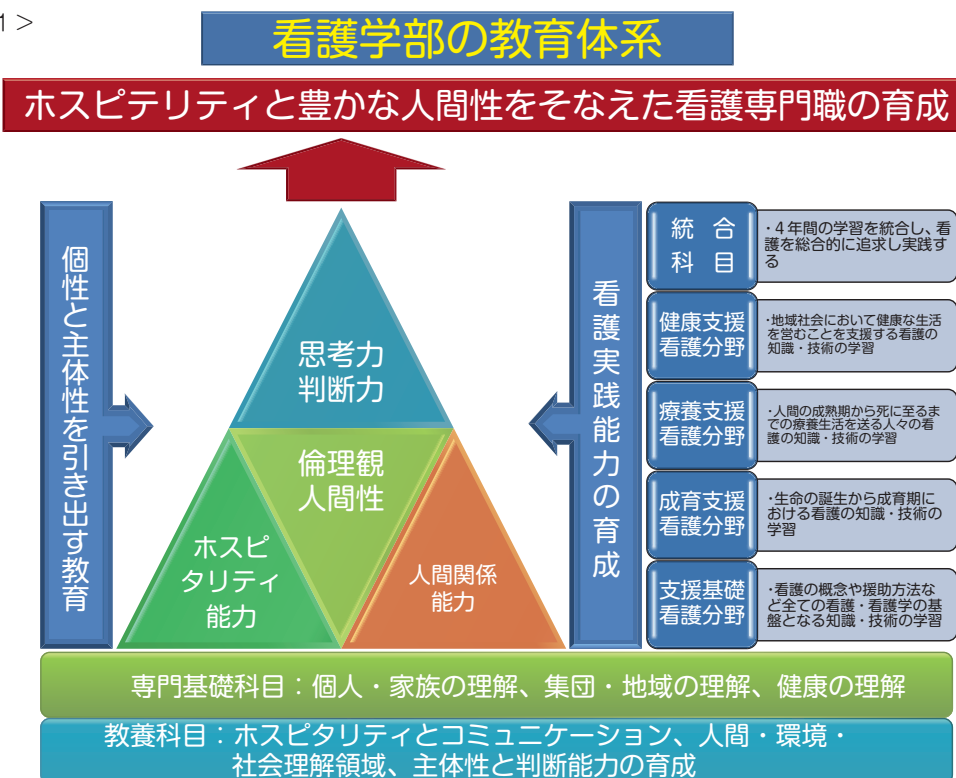 1 >
看護学部の教育体系
ホスピテリティと豊かな人間性をそなえた看護専門職の育成
個性と主体性を引き出す教育
思考力
判断力
倫理観
人間性
ホスピ
タリティ
能力
人間関係
能力
看護実践能力の育成
統 合
科 目
・4年間の学習を統合し、看
護を総合的に追求し実践す
る
健康支援
看護分野
・地域社会において健康な生活
を営むことを支援する看護の
知識・技術の学習
療養支援
看護分野
・人間の成熟期から死に至るま
での療養生活を送る人々の看
護の知識・技術の学習
成育支援
看護分野
・生命の誕生から成育期に
おける看護の知識・技術の
学習
支援基礎
看護分野
・看護の概念や援助方法な
ど全ての看護・看護学の基
盤となる知識・技術の学習
専門基礎科目：個人・家族の理解、集団・地域の理解、健康の理解
教養科目：ホスピタリティとコミュニケーション、人間・環境・
社会理解領域、主体性と判断能力の育成